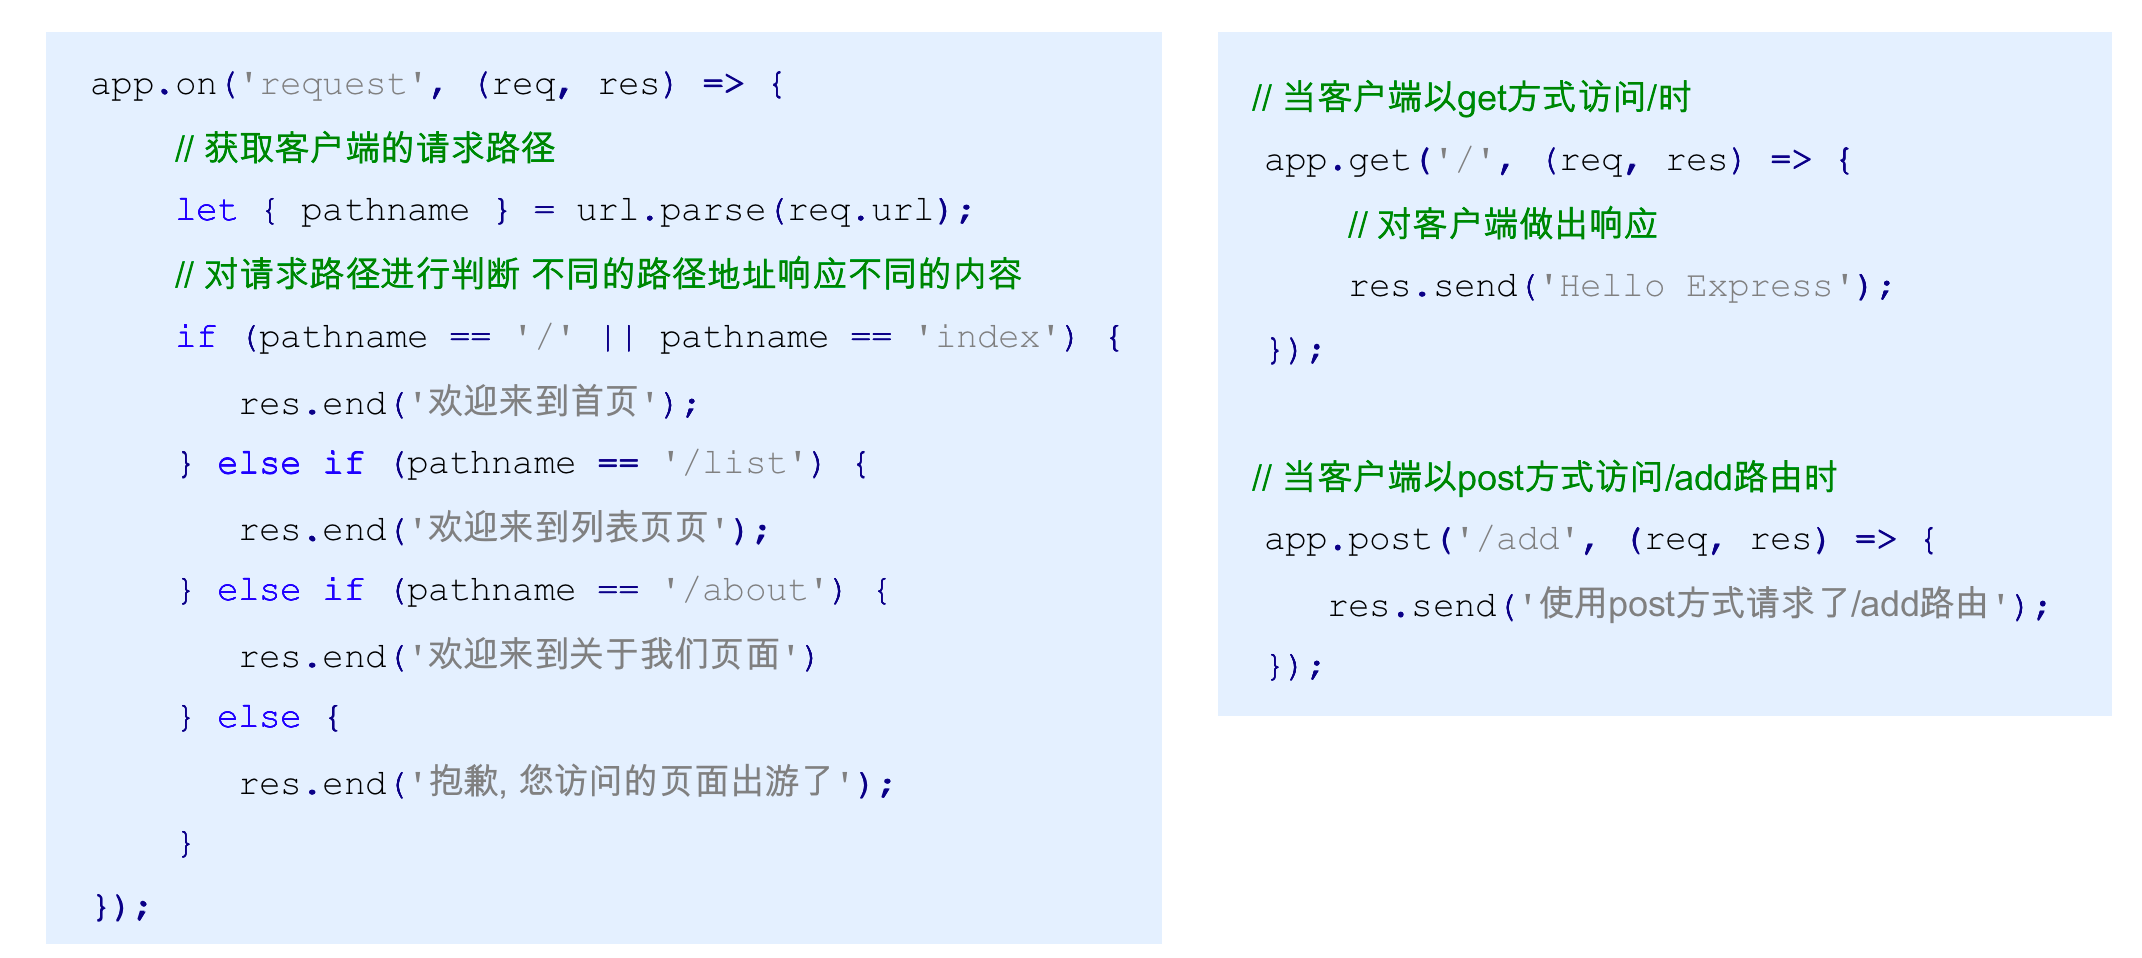 app.on('request', (req, res) => {
// 获取客户端的请求路径
let { pathname } = url.parse(req.url);
// 对请求路径进行判断 不同的路径地址响应不同的内容
if (pathname == '/' || pathname == 'index') {
res.end('欢迎来到首页');
} else if (pathname == '/list') {
res.end('欢迎来到列表页页');
} else if (pathname == '/about') {
res.end('欢迎来到关于我们页面')
} else {
res.end('抱歉, 您访问的页面出游了');
}
});
// 当客户端以get方式访问/时
app.get('/', (req, res) => {
// 对客户端做出响应
res.send('Hello Express');
});
// 当客户端以post方式访问/add路由时
app.post('/add', (req, res) => {
res.send('使用post方式请求了/add路由');
});